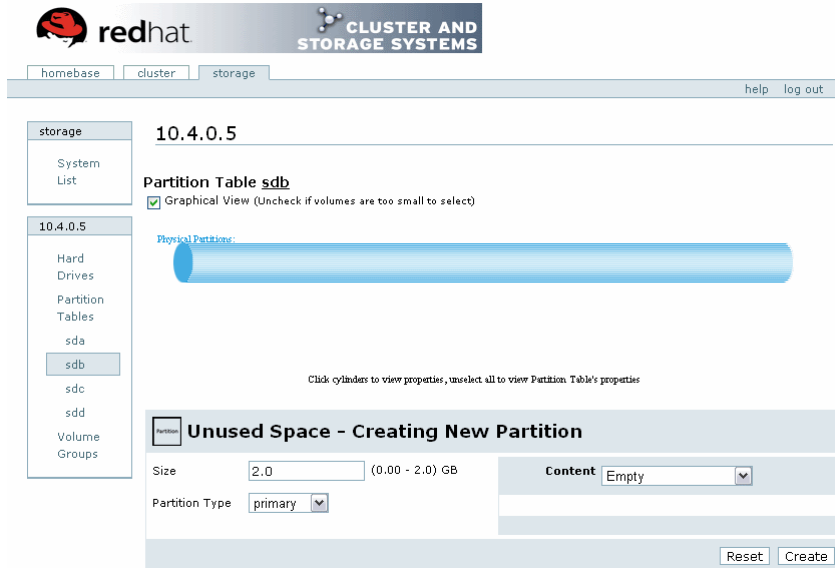 redhat.
CLUSTER AND
STORAGE SYSTEMS
homebase
cluster
storage
help
log out
storage
System
List
10.4.0.5
Hard
Drives
Partition
Tables
sda
sdb
sdc
sdd
Volume
Groups
10.4.0.5
Partition Table sdb
Graphical View (Uncheck if volumes are too small to select)
Physical Partitions:
Click cylinders to view properties, unselect all to view Partition Table's properties
Partition
Unused Space - Creating New Partition
Size
2.0
(0.00 - 2.0) GB
Partition Type
primary
Content
Empty
Reset
Create